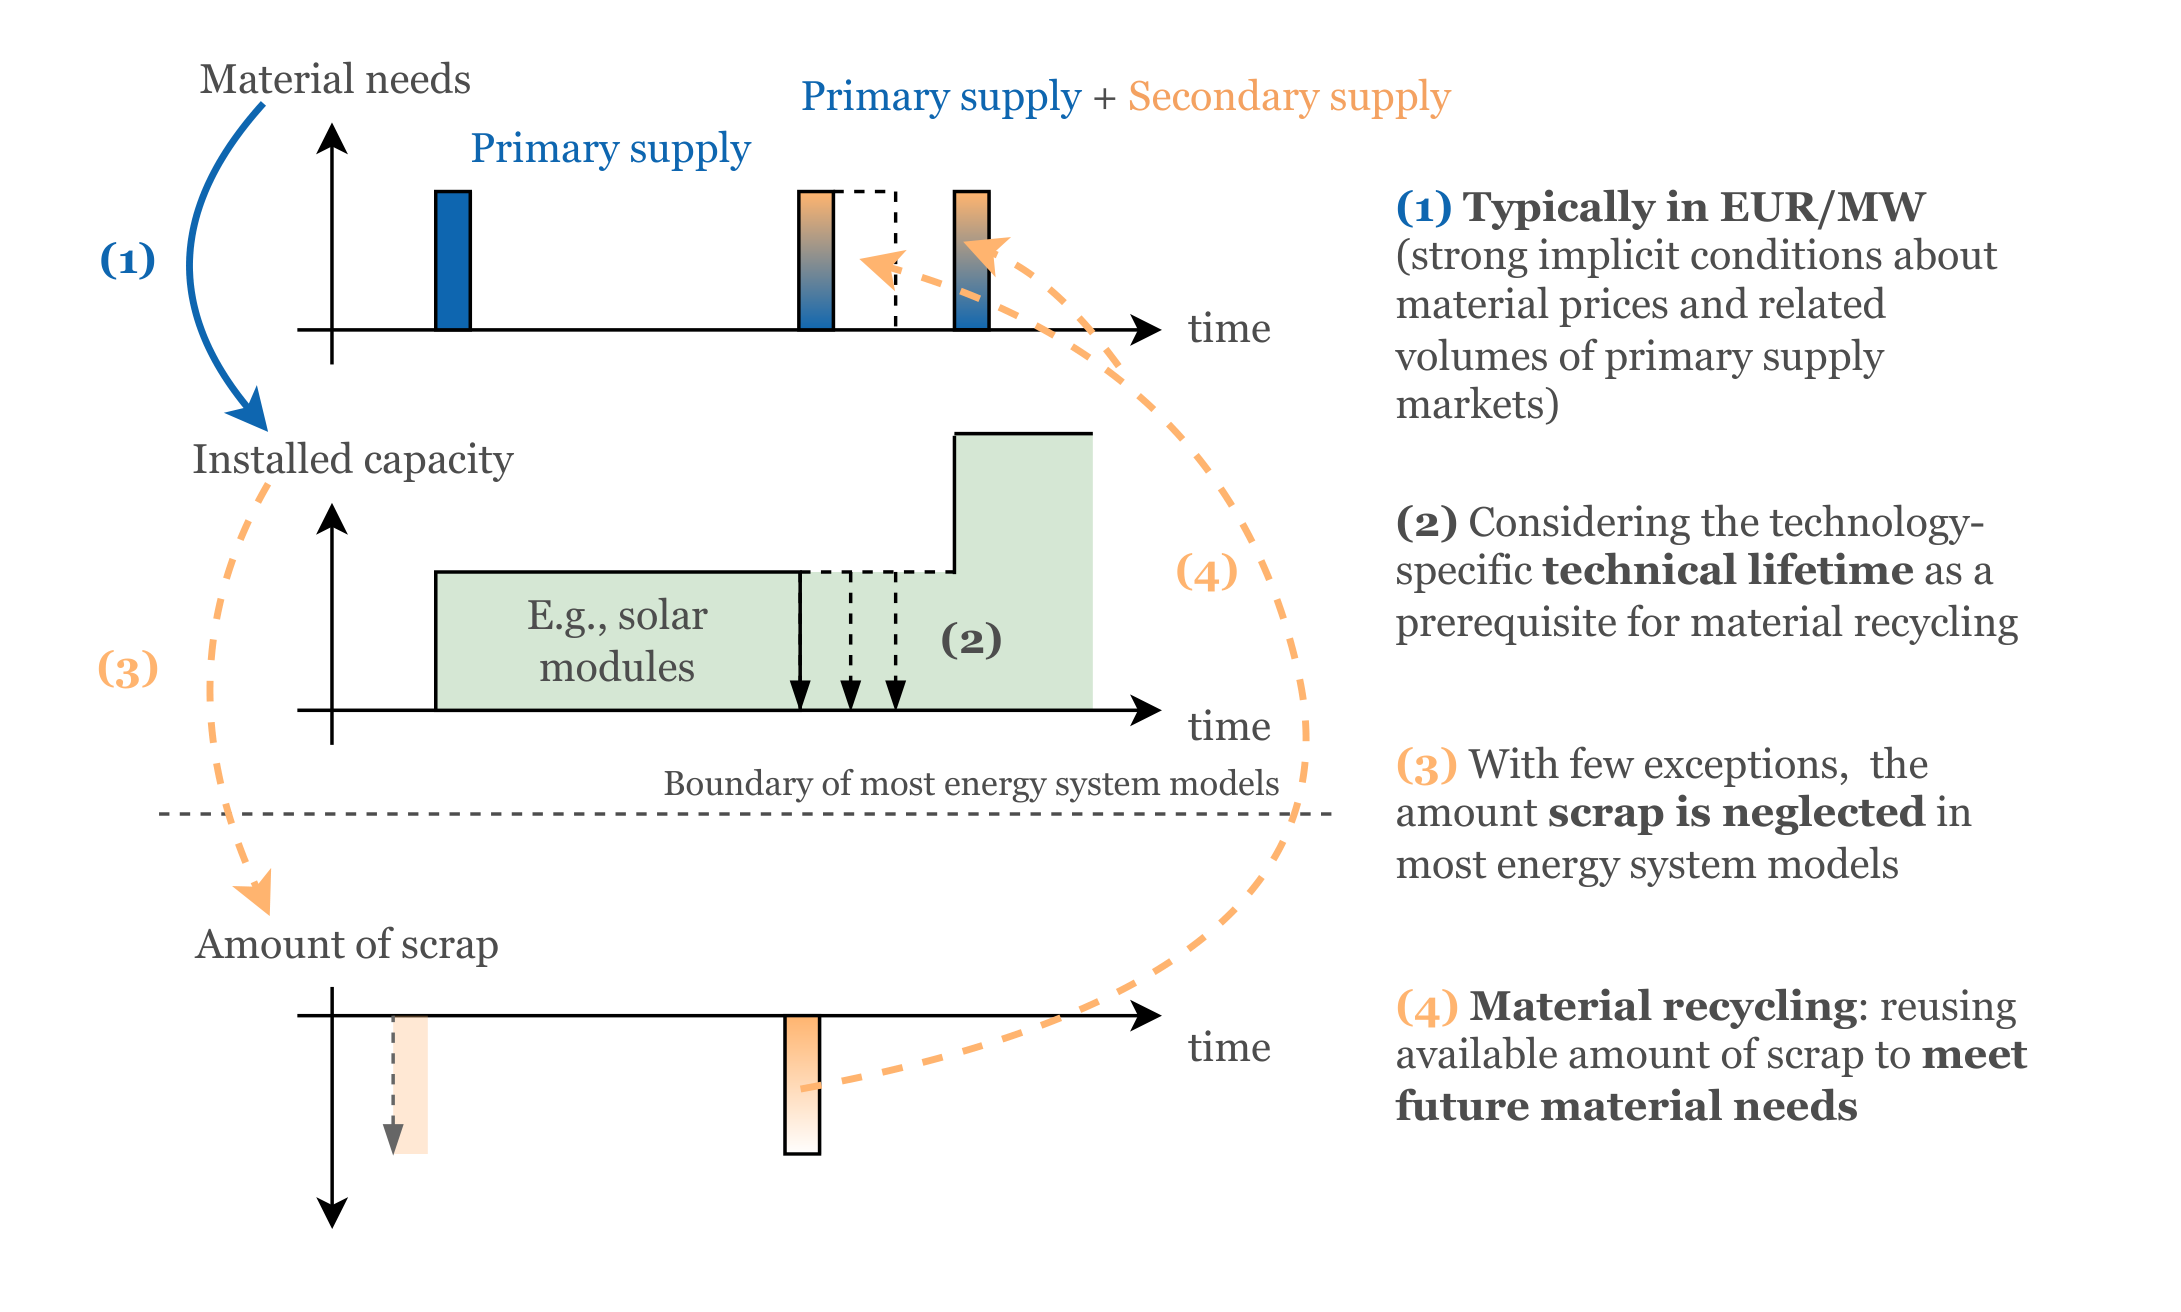 Material needs
Primary supply + Secondary supply
Primary supply
time
(1)
Installed capacity
E.g., solar
modules
(2)
time
(3)
(4)
Boundary of most energy system models
Amount of scrap
time
(1) Typically in EUR/MW
(strong implicit conditions about
material prices and related
volumes of primary supply
markets)
(2) Considering the technology-
specific technical lifetime as a
prerequisite for material recycling
(3) With few exceptions, the
amount scrap is neglected in
most energy system models
(4) Material recycling: reusing
available amount of scrap to meet
future material needs